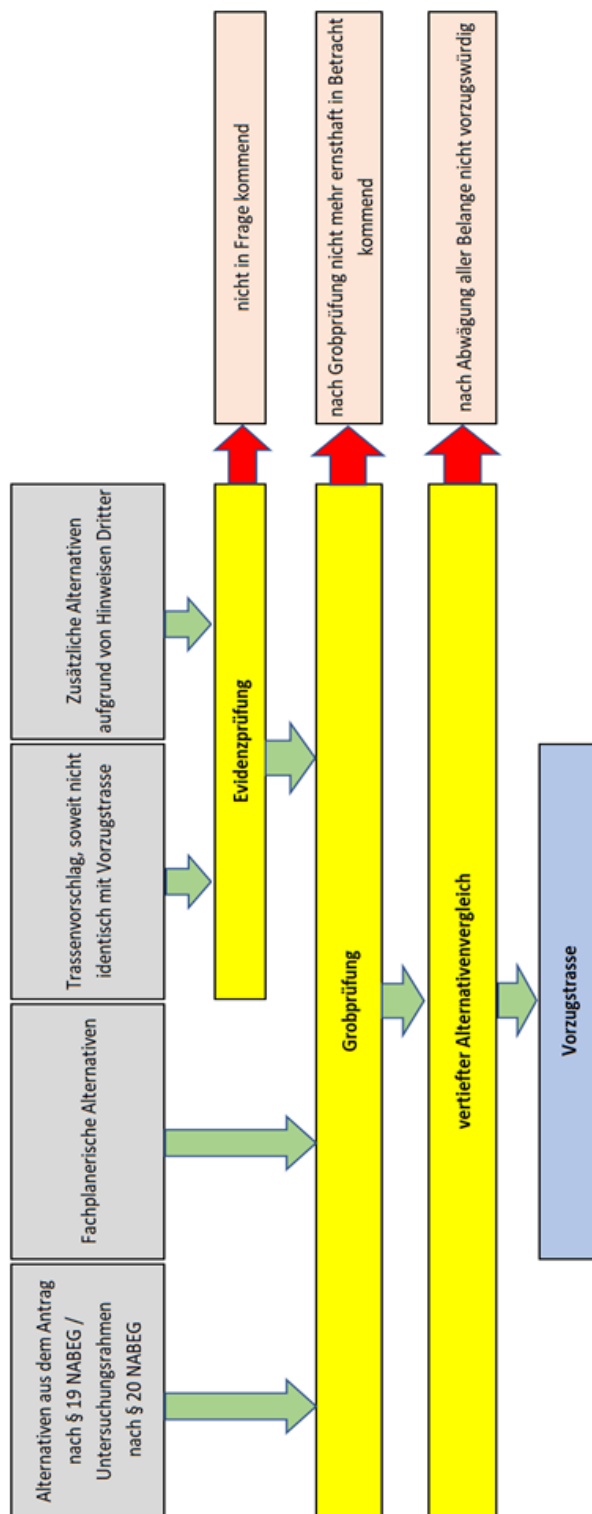 Alternativen aus dem Antrag
nach § 19 NABEG /
Untersuchungsrahmen
nach § 20 NABEG
Fachplanerische Alternativen
Trassenvorschlag, soweit nicht
identisch mit Vorzugstrasse
Zusätzliche Alternativen
aufgrund von Hinweisen Dritter
Evidenzprüfung
nicht in Frage kommend
Grobprüfung
nach Grobprüfung nicht mehr ernsthaft in Betracht
kommend
vertiefter Alternativenvergleich
nach Abwägung aller Belange nicht vorzugswürdig
Vorzugstrasse